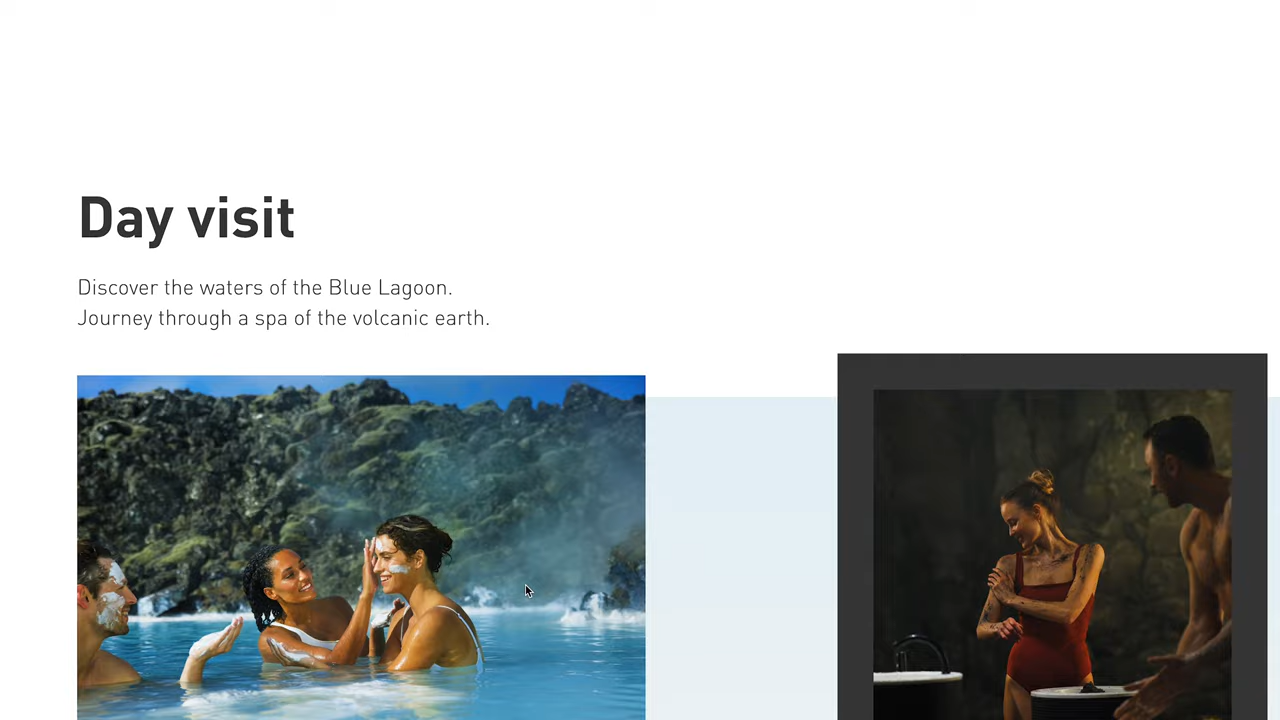 Day visit
Discover the waters of the Blue Lagoon.
Journey through a spa of the volcanic earth.